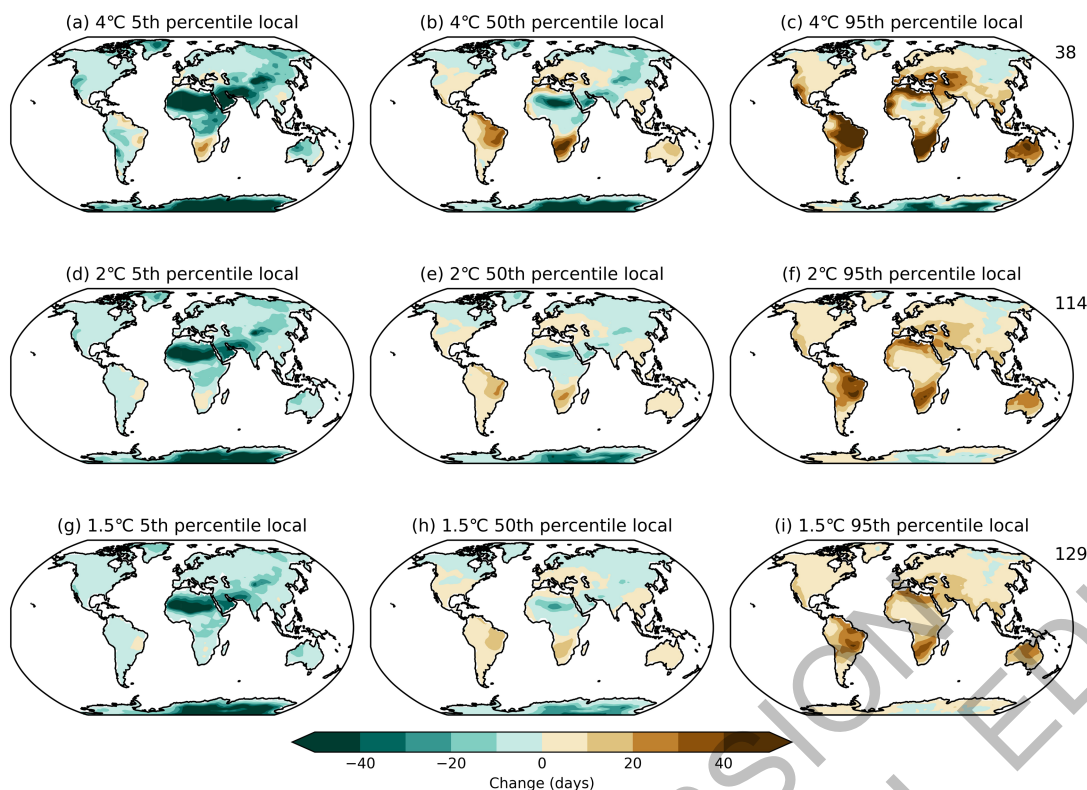 (a) 4℃ 5th percentile local (b) 4℃ 50th percentile local (c) 4℃ 95th percentile local
38
(d) 2℃ 5th percentile local (e) 2℃ 50th percentile local (f) 2℃ 95th percentile local
114
(g) 1.5℃ 5th percentile local (h) 1.5℃ 50th percentile local (i) 1.5℃ 95th percentile local
129
−40 −20 0 20 40
Change (days)